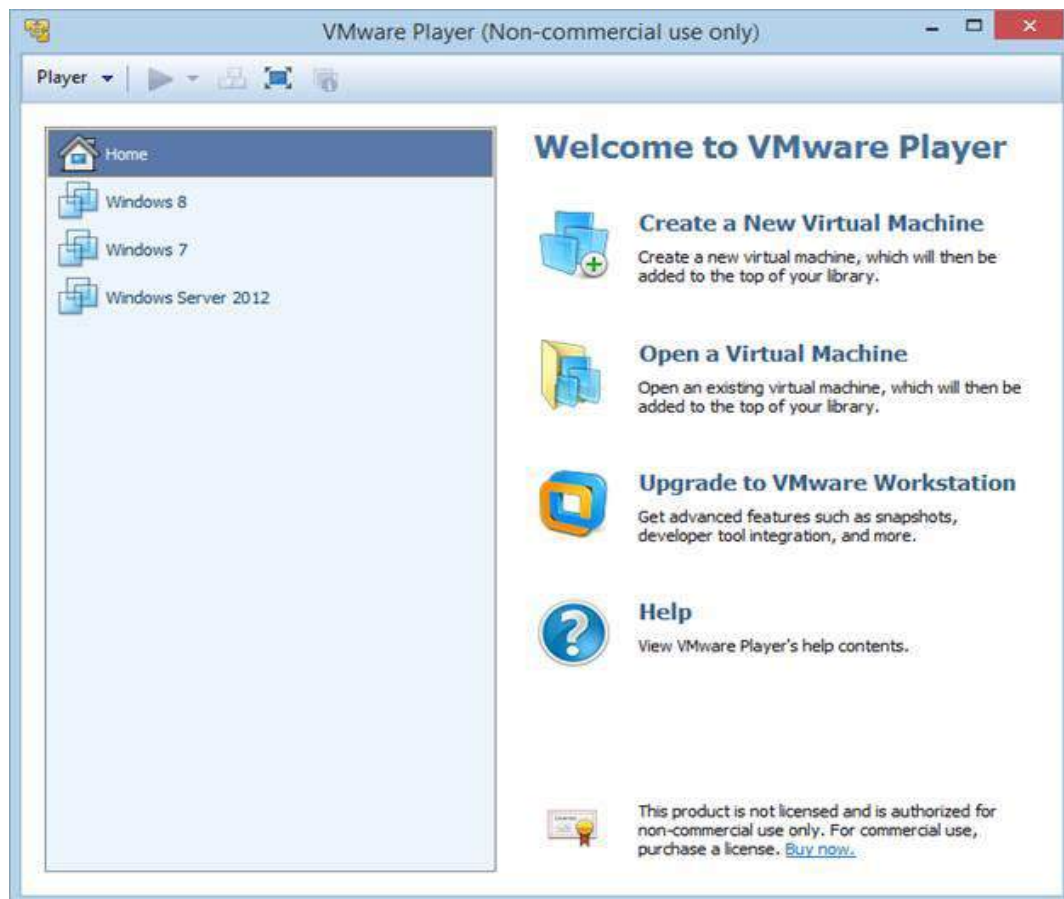 VMware Player (Non-commercial use only)
Player
Home
Windows 8
Windows 7
Windows Server 2012
Welcome to VMware Player
Create a New Virtual Machine
Create a new virtual machine, which will then be
added to the top of your library.
Open a Virtual Machine
Open an existing virtual machine, which will then be
added to the top of your library.
Upgrade to VMware Workstation
Get advanced features such as snapshots,
developer tool integration, and more.
Help
View VMware Player's help contents.
This product is not licensed and is authorized for
non-commercial use only. For commercial use,
purchase a license. Buy now.